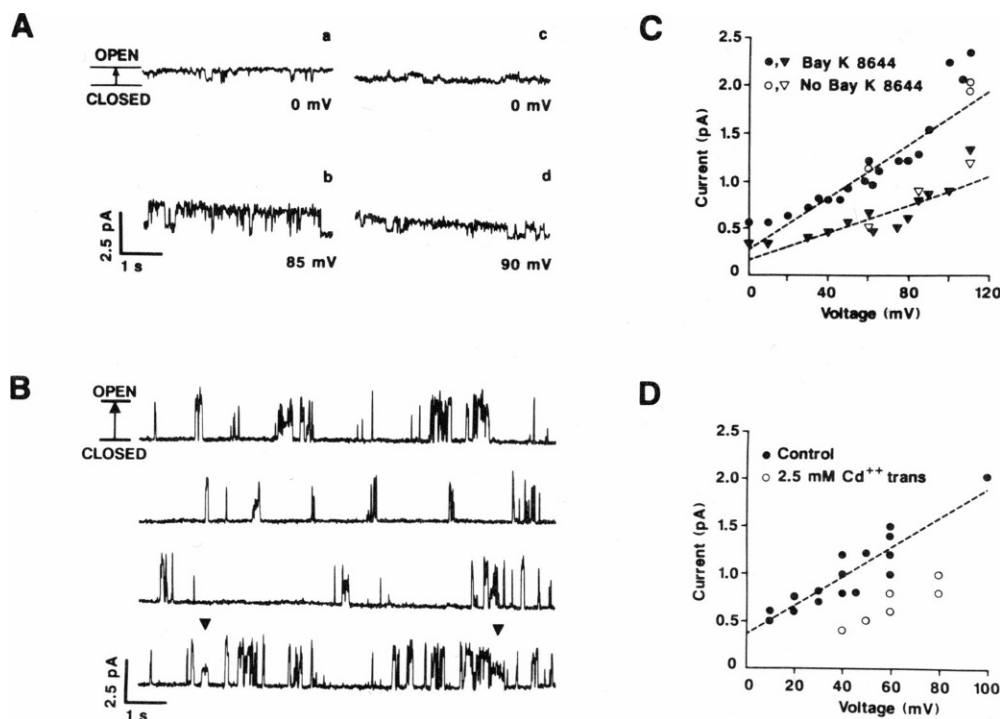 A
OPEN
CLOSED
a
0 mV
c
0 mV
b
85 mV
d
90 mV
2.5 pA
1 s
B
OPEN
CLOSED
2.5 pA
1 s
C
●,▼ Bay K 8644
○,▽ No Bay K 8644
2.5
2.0
1.5
1.0
0.5
0
Current (pA)
0 40 80 120
Voltage (mV)
D
● Control
○ 2.5 mM Cd++ trans
2.0
1.5
1.0
0.5
0
Current (pA)
0 20 40 60 80 100
Voltage (mV)